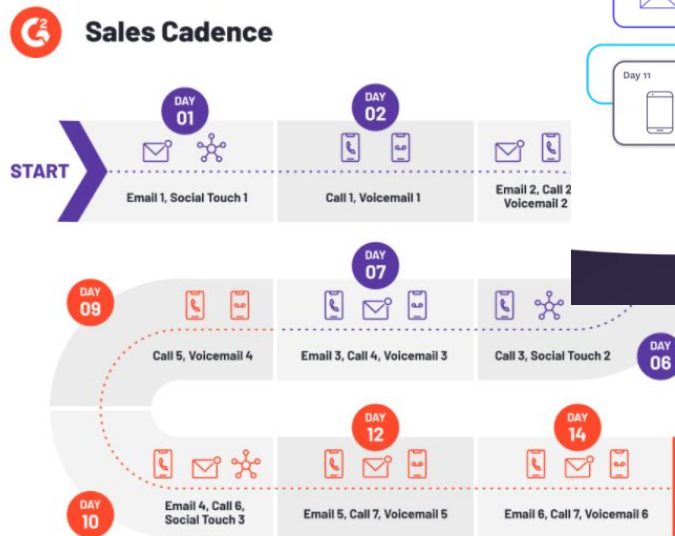 G2
Sales Cadence
Day 11
DAY
01
DAY
02
START
Email 1, Social Touch 1
Call 1, Voicemail 1
Email 2, Call 2
Voicemail 2
DAY
07
DAY
09
Call 5, Voicemail 4
Email 3, Call 4, Voicemail 3
Call 3, Social Touch 2
DAY
06
DAY
12
DAY
14
DAY
10
Email 4, Call 6,
Social Touch 3
Email 5, Call 7, Voicemail 5
Email 6, Call 7, Voicemail 6